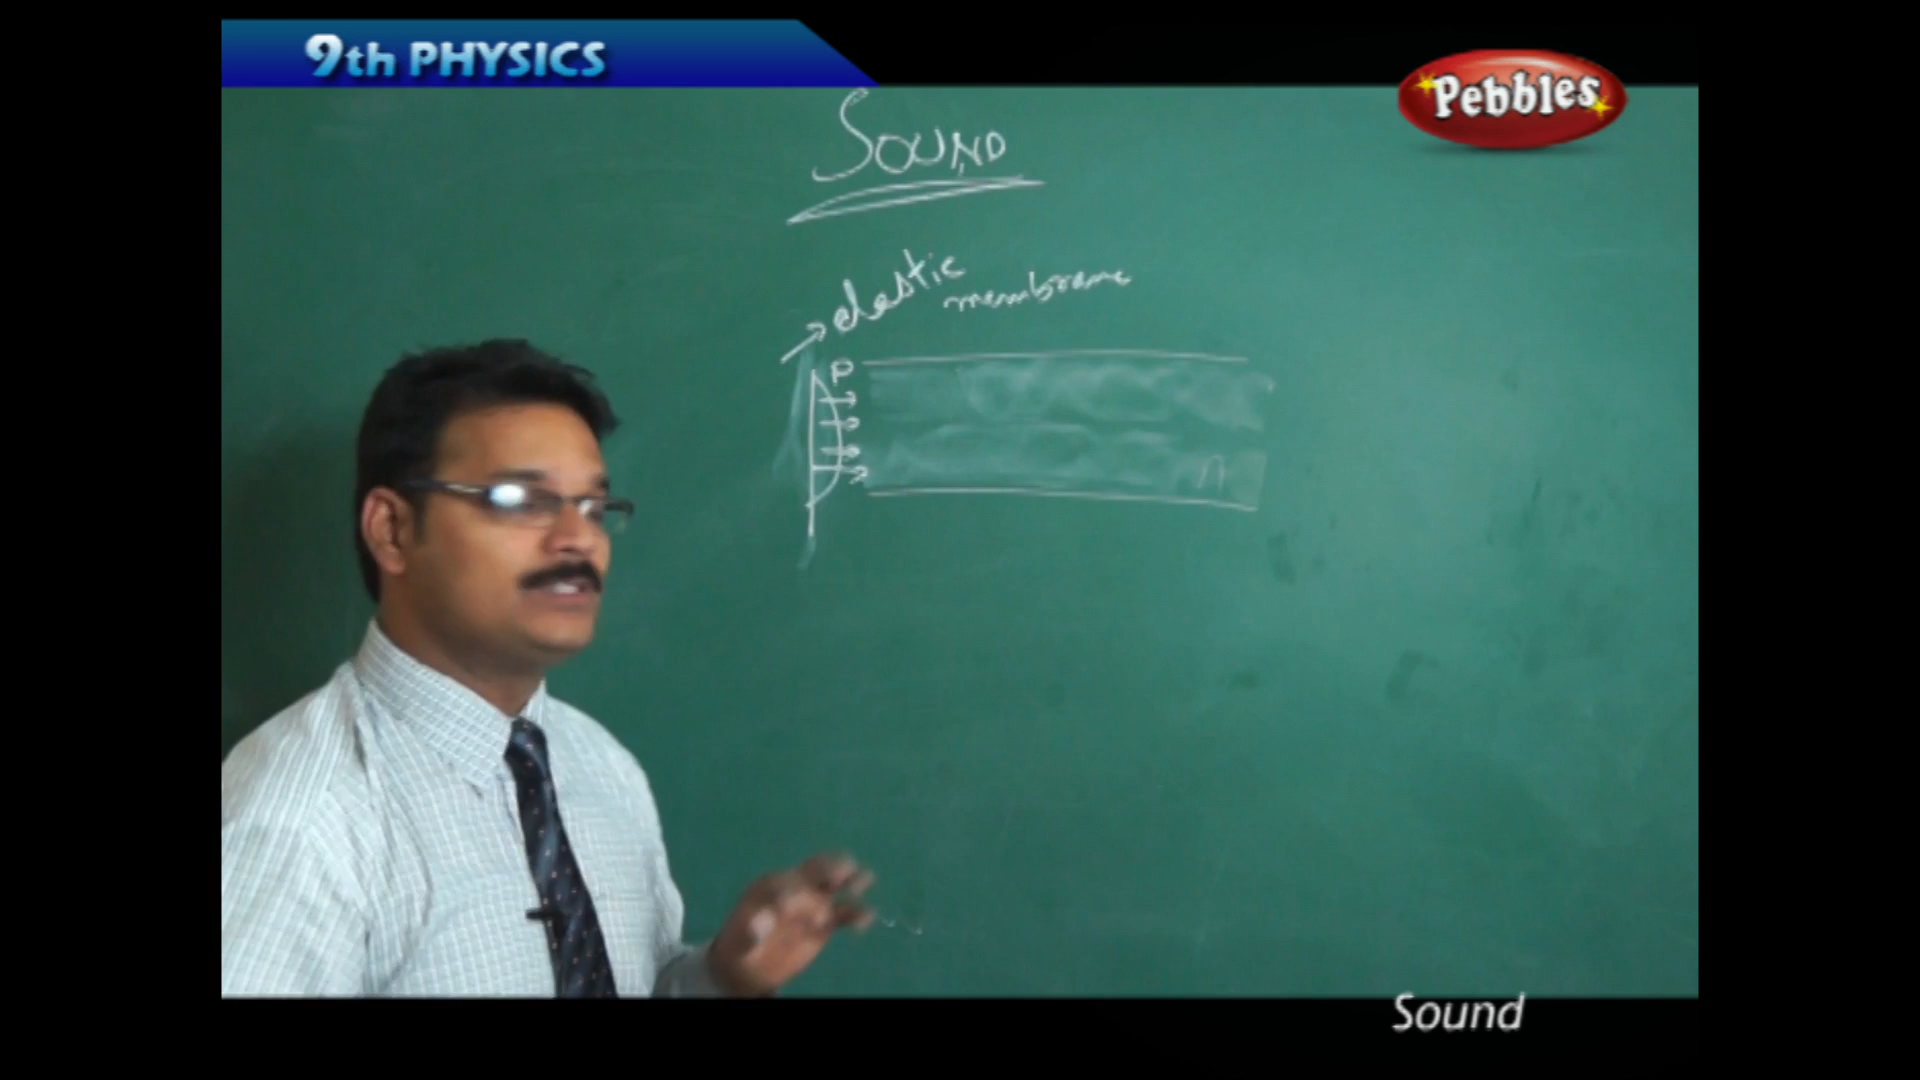 9th PHYSICS
Pebbles
SOUND
elastic
membrane
P
n
Sound